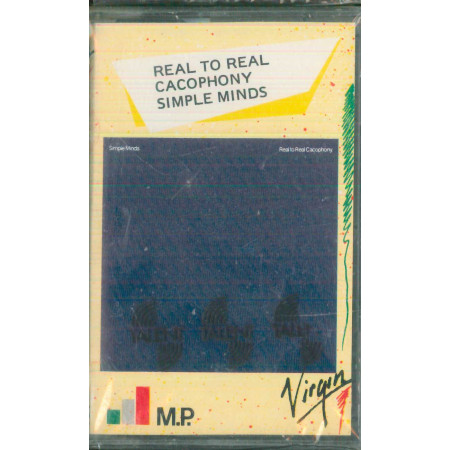 REAL TO REAL
CACOPHONY
SIMPLE MINDS
Simple Minds Real to Real Cacophony
M.P.
Virgin